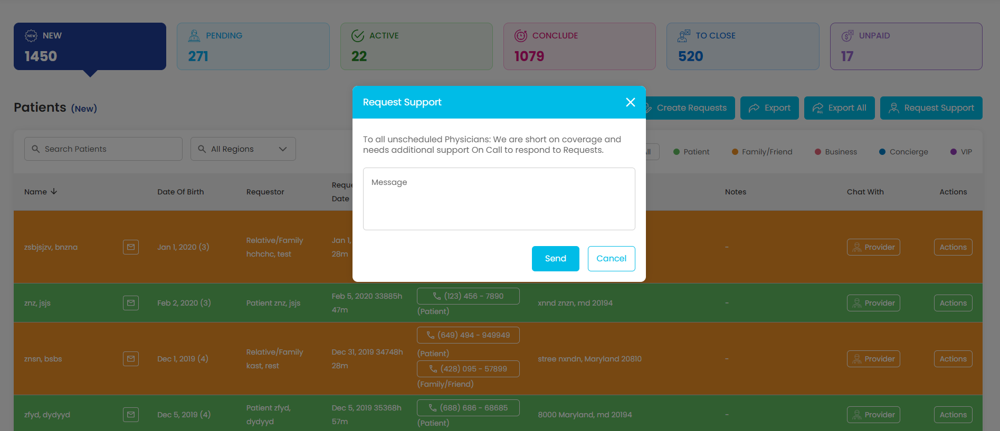 NEW
1450
PENDING
271
ACTIVE
22
CONCLUDE
1079
TO CLOSE
520
UNPAID
17
Patients (New)
Create Requests
Export
Export All
Request Support
Request Support
To all unscheduled Physicians: We are short on coverage and
needs additional support On Call to respond to Requests.
Message
Send
Cancel
Search Patients
All Regions
Patient
Family/Friend
Business
Concierge
VIP
Name
Date Of Birth
Requestor
Date
Notes
Chat With
Actions
zsbjsjzv, bnzna
Jan 1, 2020 (3)
Relative/Family
hchchc, test
Jan 1,
28m
-
Provider
Actions
znz, jsjs
Feb 2, 2020 (3)
Patient znz, jsjs
Feb 5, 2020 33885h
47m
(123) 456 - 7890
(Patient)
xnnd znzn, md 20194
-
Provider
Actions
znsn, bsbs
Dec 1, 2019 (4)
Relative/Family
kast, rest
Dec 31, 2019 34748h
28m
(649) 494 - 949949
(Patient)
(428) 095 - 57899
(Family/Friend)
stree nxndn, Maryland 20810
-
Provider
Actions
zfyd, dydyyd
Dec 5, 2019 (4)
Patient zfyd,
dydyyd
Dec 5, 2019 35368h
57m
(688) 686 - 68685
(Patient)
8000 Maryland, md 20194
-
Provider
Actions